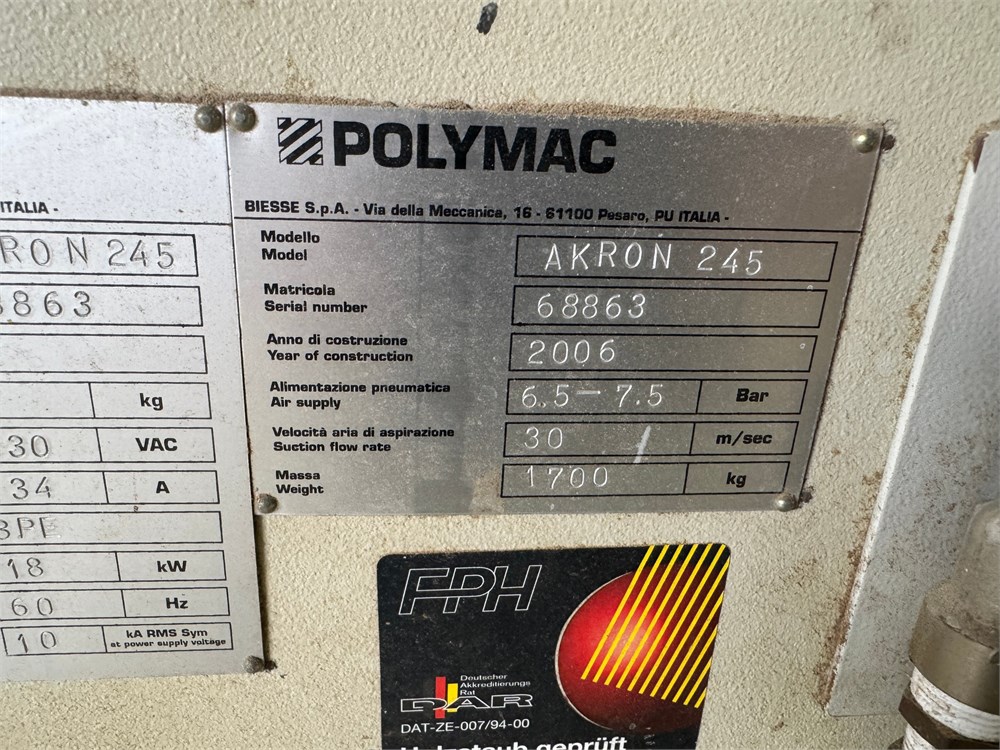 ITALIA -
RON 245
8863
kg
30 VAC
34 A
3PE
18 kW
60 Hz
10 kA RMS Sym
at power supply voltage
POLYMAC
BIESSE S.p.A. - Via della Meccanica, 16 - 61100 Pesaro, PU ITALIA -
Modello
Model AKRON 245
Matricola
Serial number 68863
Anno di costruzione
Year of construction 2006
Alimentazione pneumatica
Air supply 6.5 - 7.5 Bar
Velocità aria di aspirazione
Suction flow rate 30 m/sec
Massa
Weight 1700 kg
FPH
Deutscher
Akkreditierungs
Rat
DAR
DAT-ZE-007/94-00
Holzstaub geprüft